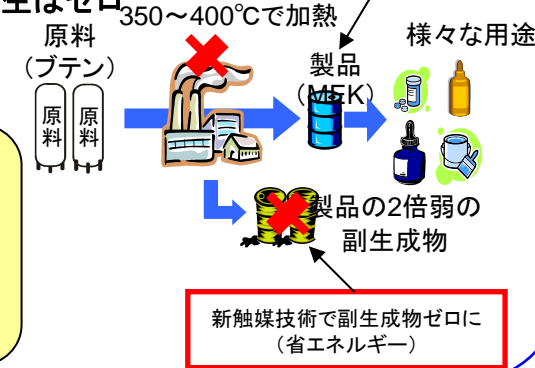 生はゼロ
350～400℃で加熱
原料
（ブテン）
原料
原料
製品
（MEK）
様々な用途
製品の2倍弱の
副生成物
新触媒技術で副生成物ゼロに
（省エネルギー）